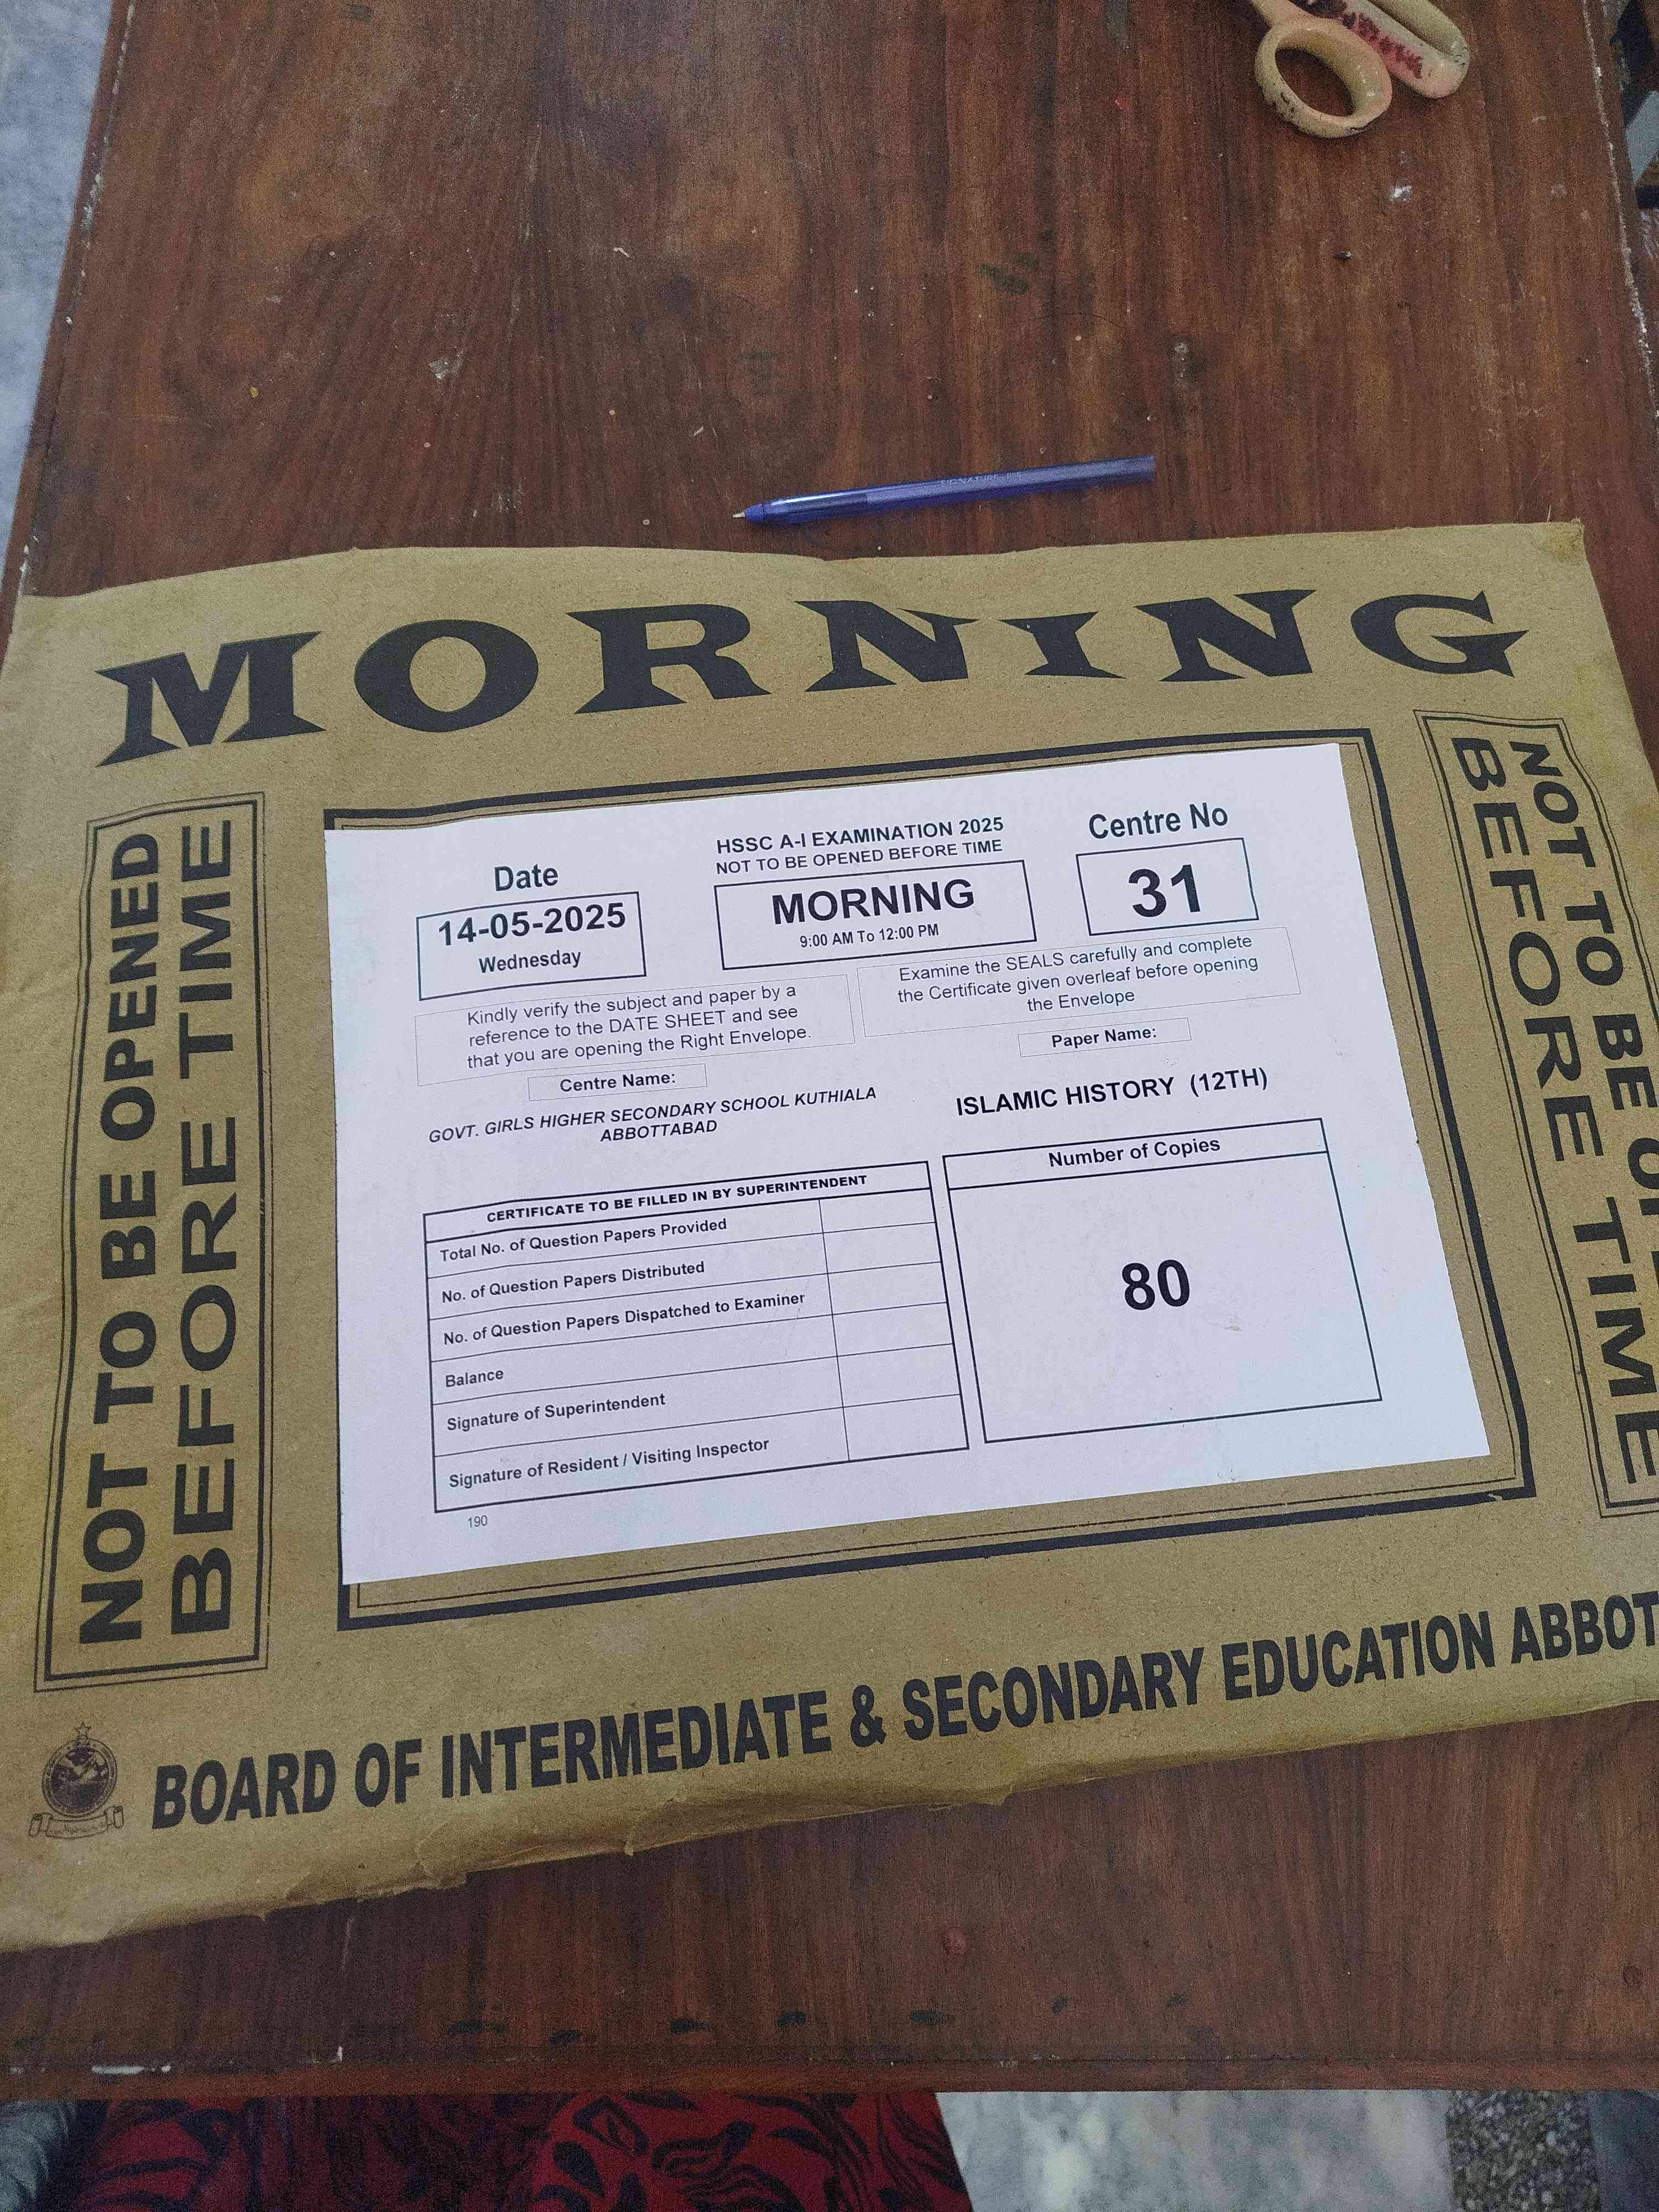 MORNING
NOT TO BE OPENED
BEFORE TIME
Date
14-05-2025
Wednesday
HSSC A-I EXAMINATION 2025
NOT TO BE OPENED BEFORE TIME
MORNING
9:00 AM To 12:00 PM
Centre No
31
Kindly verify the subject and paper by a
reference to the DATE SHEET and see
that you are opening the Right Envelope.
Examine the SEALS carefully and complete
the Certificate given overleaf before opening
the Envelope
Centre Name:
GOVT. GIRLS HIGHER SECONDARY SCHOOL KUTHIALA
ABBOTTABAD
Paper Name:
ISLAMIC HISTORY (12TH)
CERTIFICATE TO BE FILLED IN BY SUPERINTENDENT
Total No. of Question Papers Provided
No. of Question Papers Distributed
No. of Question Papers Dispatched to Examiner
Balance
Signature of Superintendent
Signature of Resident / Visiting Inspector
Number of Copies
80
190
NOT TO BE OPE
BEFORE TIME
BOARD OF INTERMEDIATE & SECONDARY EDUCATION ABBOT